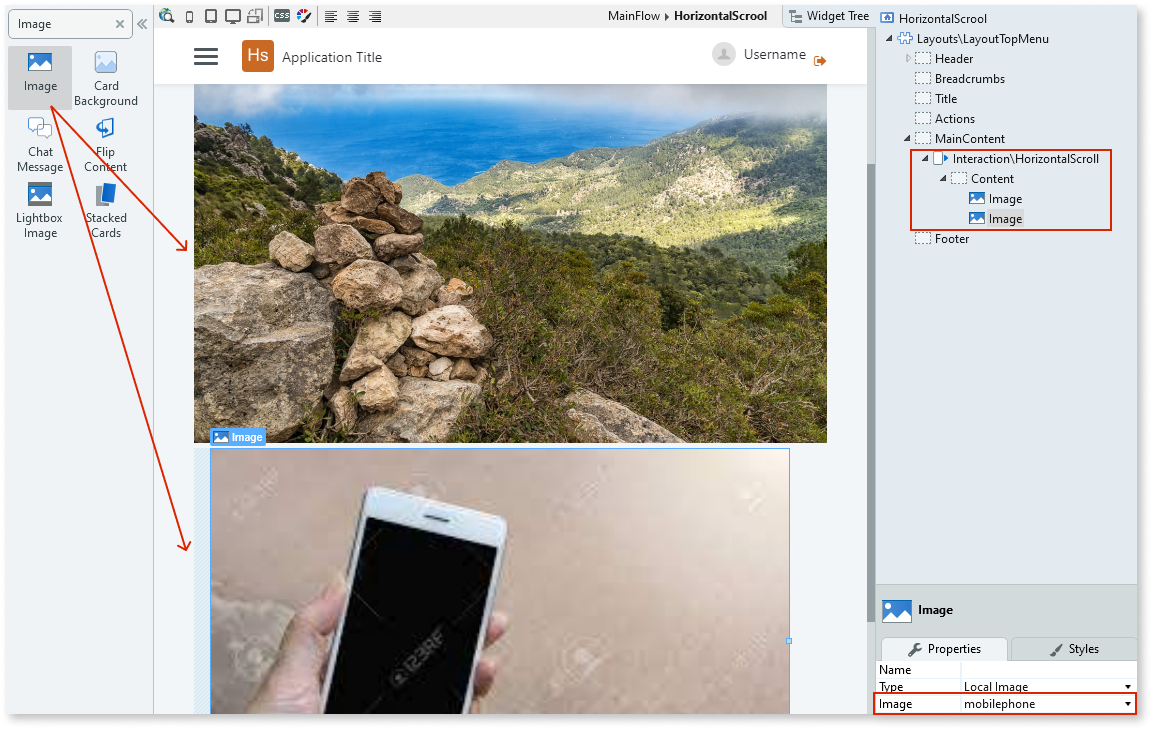 Image
Image
Card
Background
Chat
Message
Flip
Content
Lightbox
Image
Stacked
Cards
CSS
MainFlow HorizontalScrool
Widget Tree
Hs Application Title
Username
Image
123RF
HorizontalScrool
Layouts\LayoutTopMenu
Header
Breadcrumbs
Title
Actions
MainContent
Interaction\HorizontalScroll
Content
Image
Image
Footer
Image
Properties
Styles
Name
Type Local Image
Image mobilephone